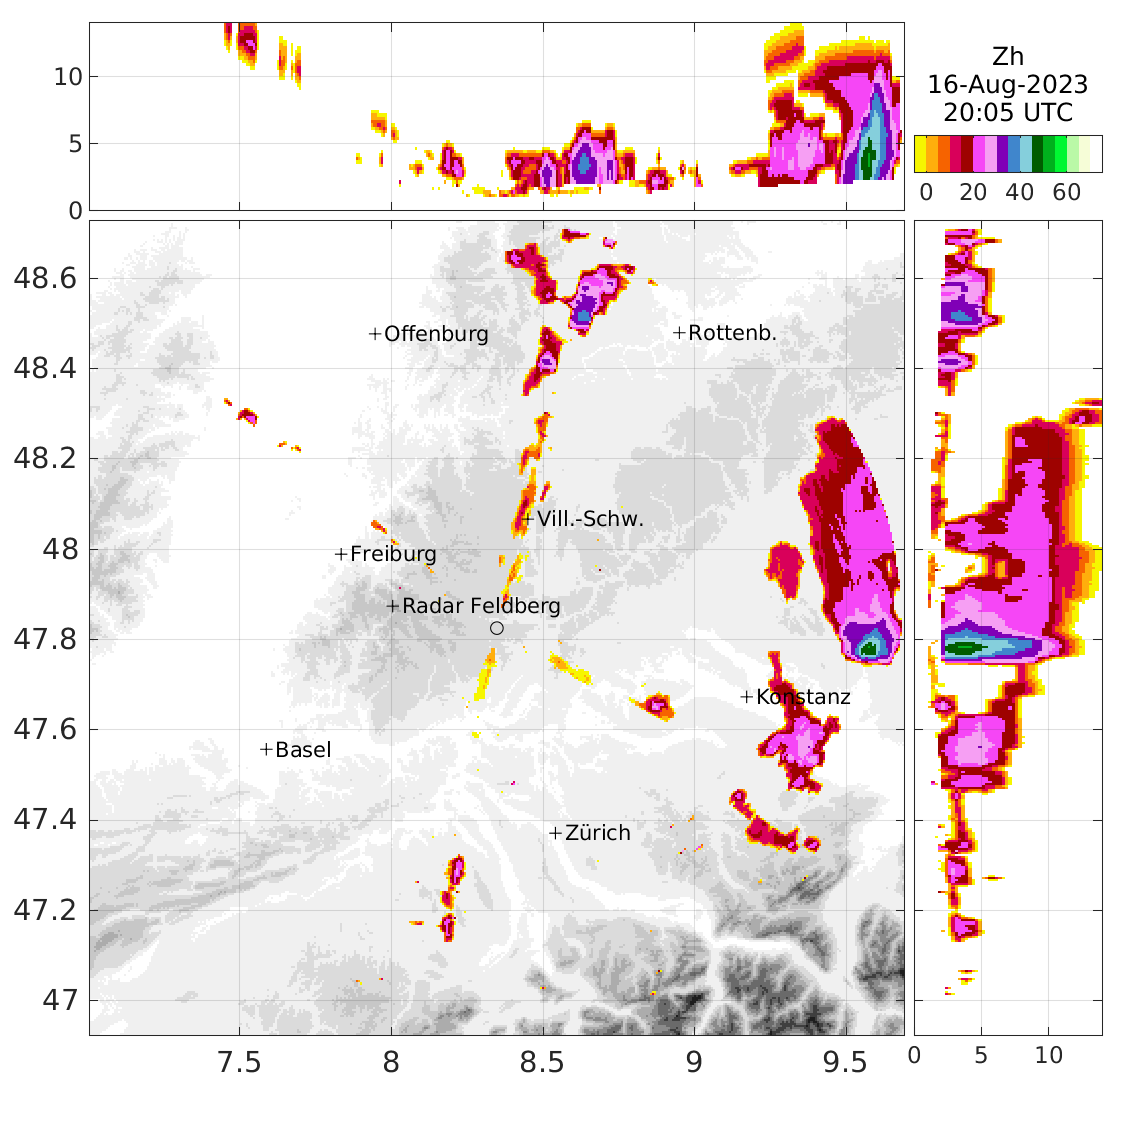 Zh
16-Aug-2023
20:05 UTC
0 20 40 60
10
5
0
48.6
48.4
48.2
48
47.8
47.6
47.4
47.2
47
+Offenburg
+Rottenb.
+Vill.-Schw.
+Freiburg
+Radar Feldberg
+Konstanz
+Basel
+Zürich
7.5 8 8.5 9 9.5
0 5 10